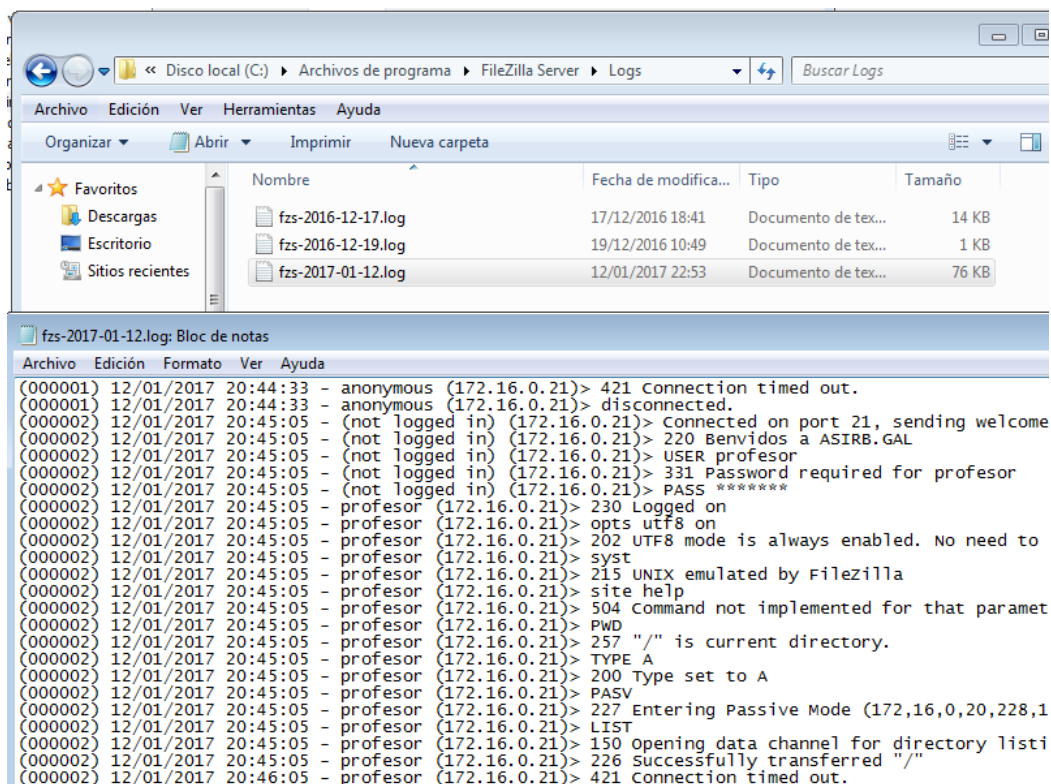 « Disco local (C:) ▸ Archivos de programa ▸ FileZilla Server ▸ Logs
Buscar Logs
Archivo Edición Ver Herramientas Ayuda
Organizar Abrir Imprimir Nueva carpeta
Favoritos
Descargas
Escritorio
Sitios recientes
Nombre Fecha de modifica... Tipo Tamaño
fzs-2016-12-17.log 17/12/2016 18:41 Documento de tex... 14 KB
fzs-2016-12-19.log 19/12/2016 10:49 Documento de tex... 1 KB
fzs-2017-01-12.log 12/01/2017 22:53 Documento de tex... 76 KB
fzs-2017-01-12.log: Bloc de notas
Archivo Edición Formato Ver Ayuda
(000001) 12/01/2017 20:44:33 - anonymous (172.16.0.21)> 421 Connection timed out.
(000001) 12/01/2017 20:44:33 - anonymous (172.16.0.21)> disconnected.
(000002) 12/01/2017 20:45:05 - (not logged in) (172.16.0.21)> Connected on port 21, sending welcome
(000002) 12/01/2017 20:45:05 - (not logged in) (172.16.0.21)> 220 Benvidos a ASIRB.GAL
(000002) 12/01/2017 20:45:05 - (not logged in) (172.16.0.21)> USER profesor
(000002) 12/01/2017 20:45:05 - (not logged in) (172.16.0.21)> 331 Password required for profesor
(000002) 12/01/2017 20:45:05 - (not logged in) (172.16.0.21)> PASS *******
(000002) 12/01/2017 20:45:05 - profesor (172.16.0.21)> 230 Logged on
(000002) 12/01/2017 20:45:05 - profesor (172.16.0.21)> opts utf8 on
(000002) 12/01/2017 20:45:05 - profesor (172.16.0.21)> 202 UTF8 mode is always enabled. No need to
(000002) 12/01/2017 20:45:05 - profesor (172.16.0.21)> syst
(000002) 12/01/2017 20:45:05 - profesor (172.16.0.21)> 215 UNIX emulated by FileZilla
(000002) 12/01/2017 20:45:05 - profesor (172.16.0.21)> site help
(000002) 12/01/2017 20:45:05 - profesor (172.16.0.21)> 504 Command not implemented for that paramet
(000002) 12/01/2017 20:45:05 - profesor (172.16.0.21)> PWD
(000002) 12/01/2017 20:45:05 - profesor (172.16.0.21)> 257 "/" is current directory.
(000002) 12/01/2017 20:45:05 - profesor (172.16.0.21)> TYPE A
(000002) 12/01/2017 20:45:05 - profesor (172.16.0.21)> 200 Type set to A
(000002) 12/01/2017 20:45:05 - profesor (172.16.0.21)> PASV
(000002) 12/01/2017 20:45:05 - profesor (172.16.0.21)> 227 Entering Passive Mode (172,16,0,20,228,1
(000002) 12/01/2017 20:45:05 - profesor (172.16.0.21)> LIST
(000002) 12/01/2017 20:45:05 - profesor (172.16.0.21)> 150 Opening data channel for directory listi
(000002) 12/01/2017 20:45:05 - profesor (172.16.0.21)> 226 Successfully transferred "/"
(000002) 12/01/2017 20:46:05 - profesor (172.16.0.21)> 421 Connection timed out.